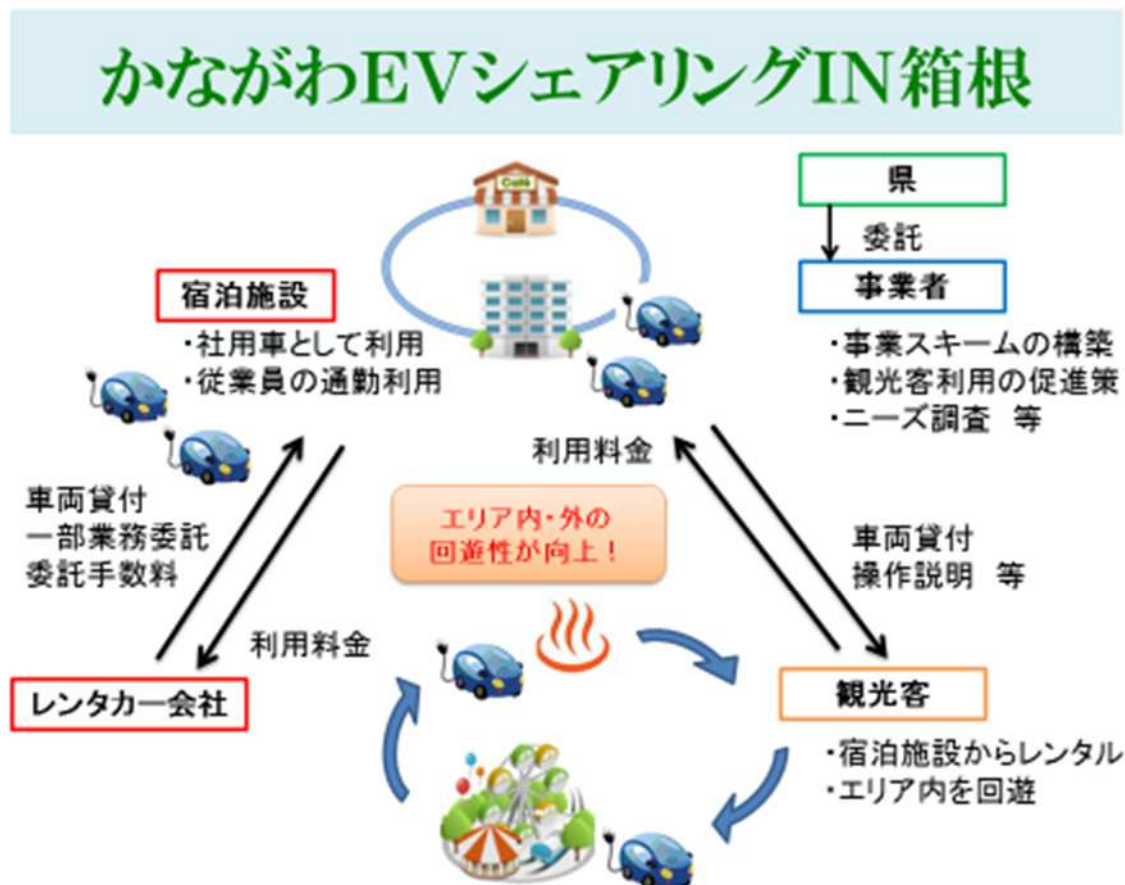 かながわEVシェアリングIN箱根
Café
県
委託
事業者
・事業スキームの構築
・観光客利用の促進策
・ニーズ調査　等
宿泊施設
・社用車として利用
・従業員の通勤利用
利用料金
車両貸付
一部業務委託
委託手数料
エリア内・外の
回遊性が向上！
車両貸付
操作説明　等
利用料金
レンタカー会社
観光客
・宿泊施設からレンタル
・エリア内を回遊